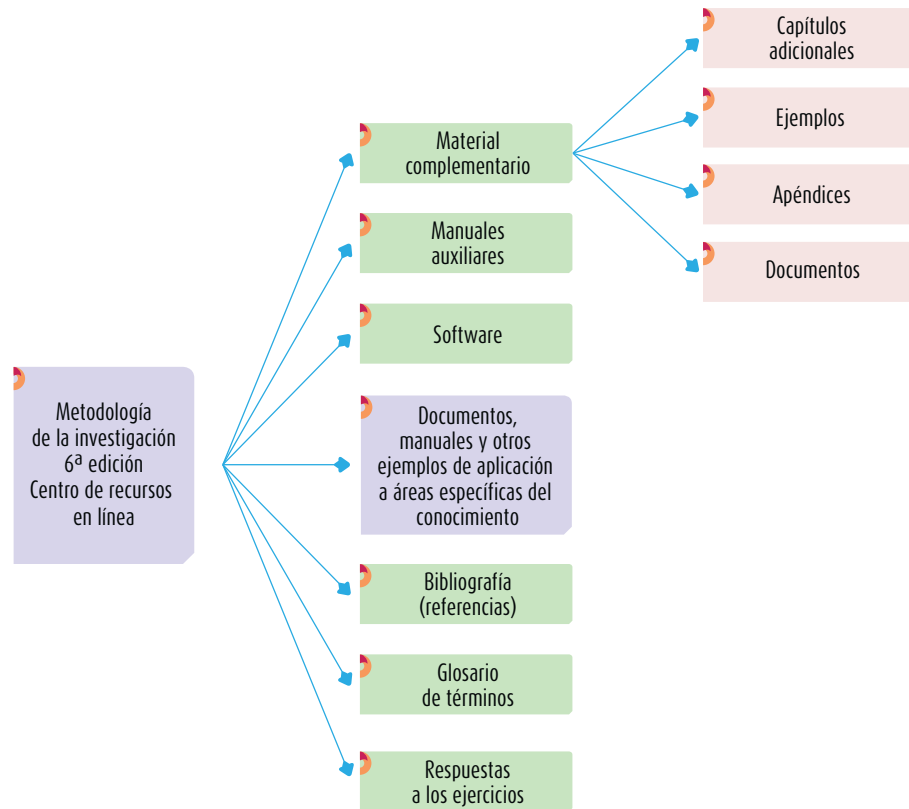 Metodología
de la investigación
6ª edición
Centro de recursos
en línea
Material
complementario
Manuales
auxiliares
Software
Documentos,
manuales y otros
ejemplos de aplicación
a áreas específicas del
conocimiento
Bibliografía
(referencias)
Glosario
de términos
Respuestas
a los ejercicios
Capítulos
adicionales
Ejemplos
Apéndices
Documentos